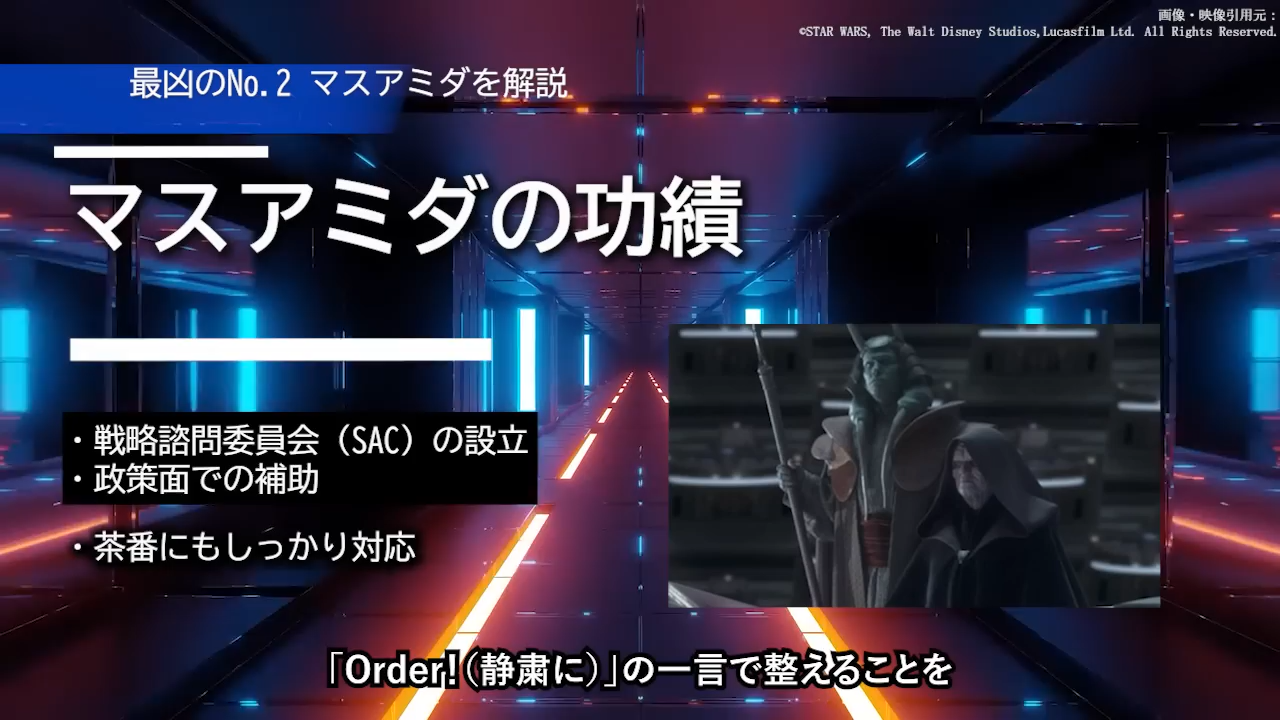 画像・映像引用元：
©STAR WARS, The Walt Disney Studios,Lucasfilm Ltd. All Rights Reserved.
最凶のNo.2 マスアミダを解説
マスアミダの功績
・戦略諮問委員会（SAC）の設立
・政策面での補助
・茶番にもしっかり対応
「Order!（静粛に）」の一言で整えることを